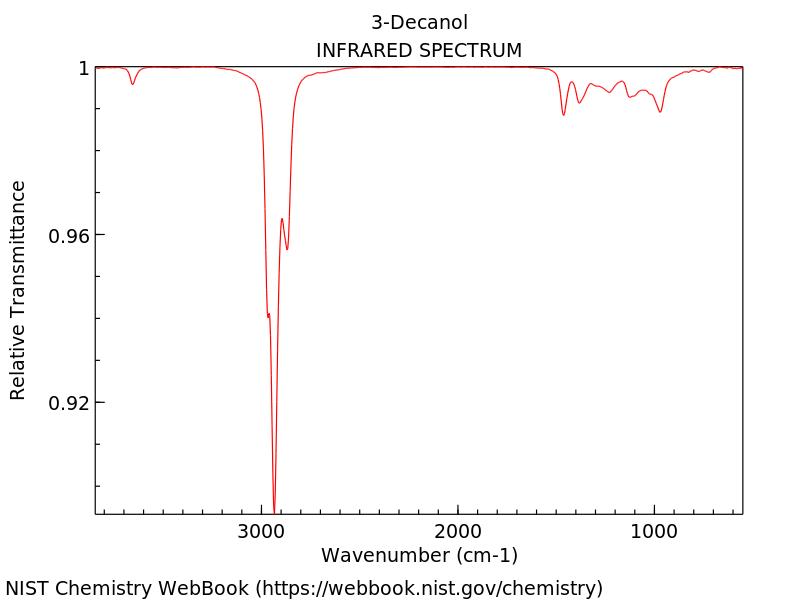 3-Decanol
INFRARED SPECTRUM
1
0.96
0.92
Relative Transmittance
3000 2000 1000
Wavenumber (cm-1)
NIST Chemistry WebBook (https://webbook.nist.gov/chemistry)